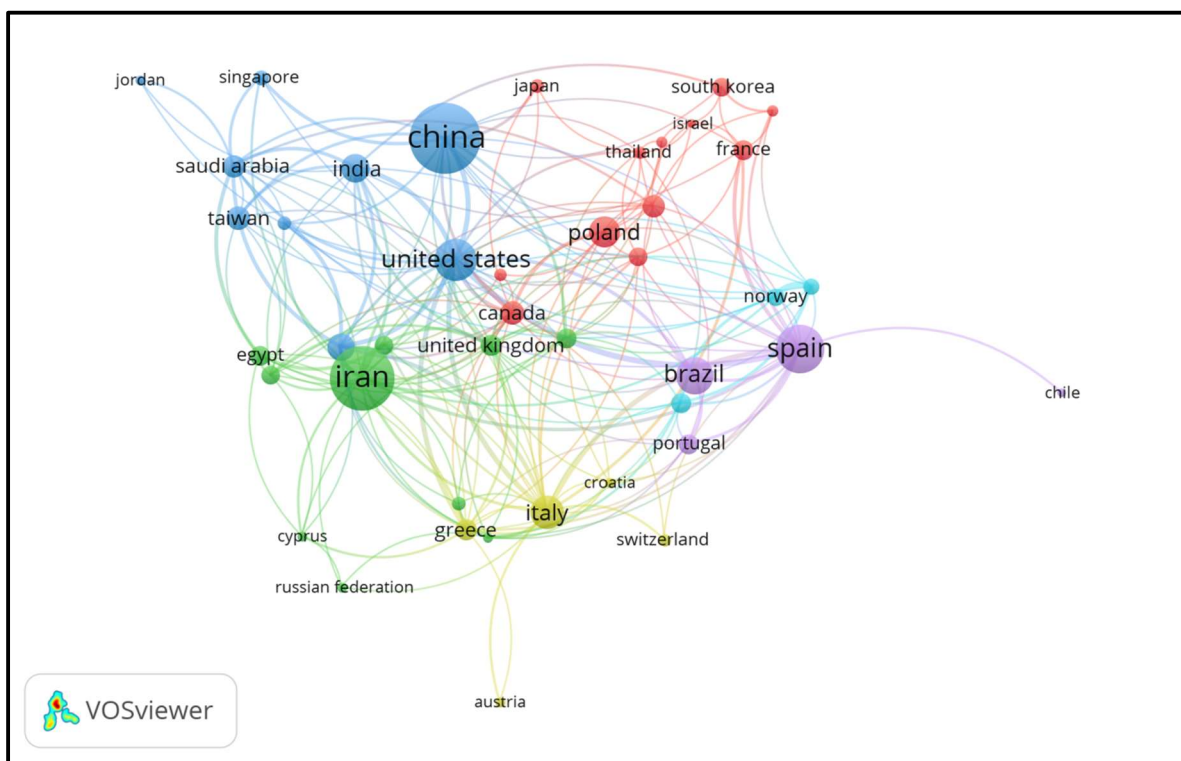 jordan
singapore
japan
south korea
china
israel
saudi arabia
india
thailand
france
taiwan
poland
united states
norway
canada
egypt
united kingdom
spain
iran
brazil
chile
portugal
croatia
italy
greece
cyprus
switzerland
russian federation
austria
VOSviewer